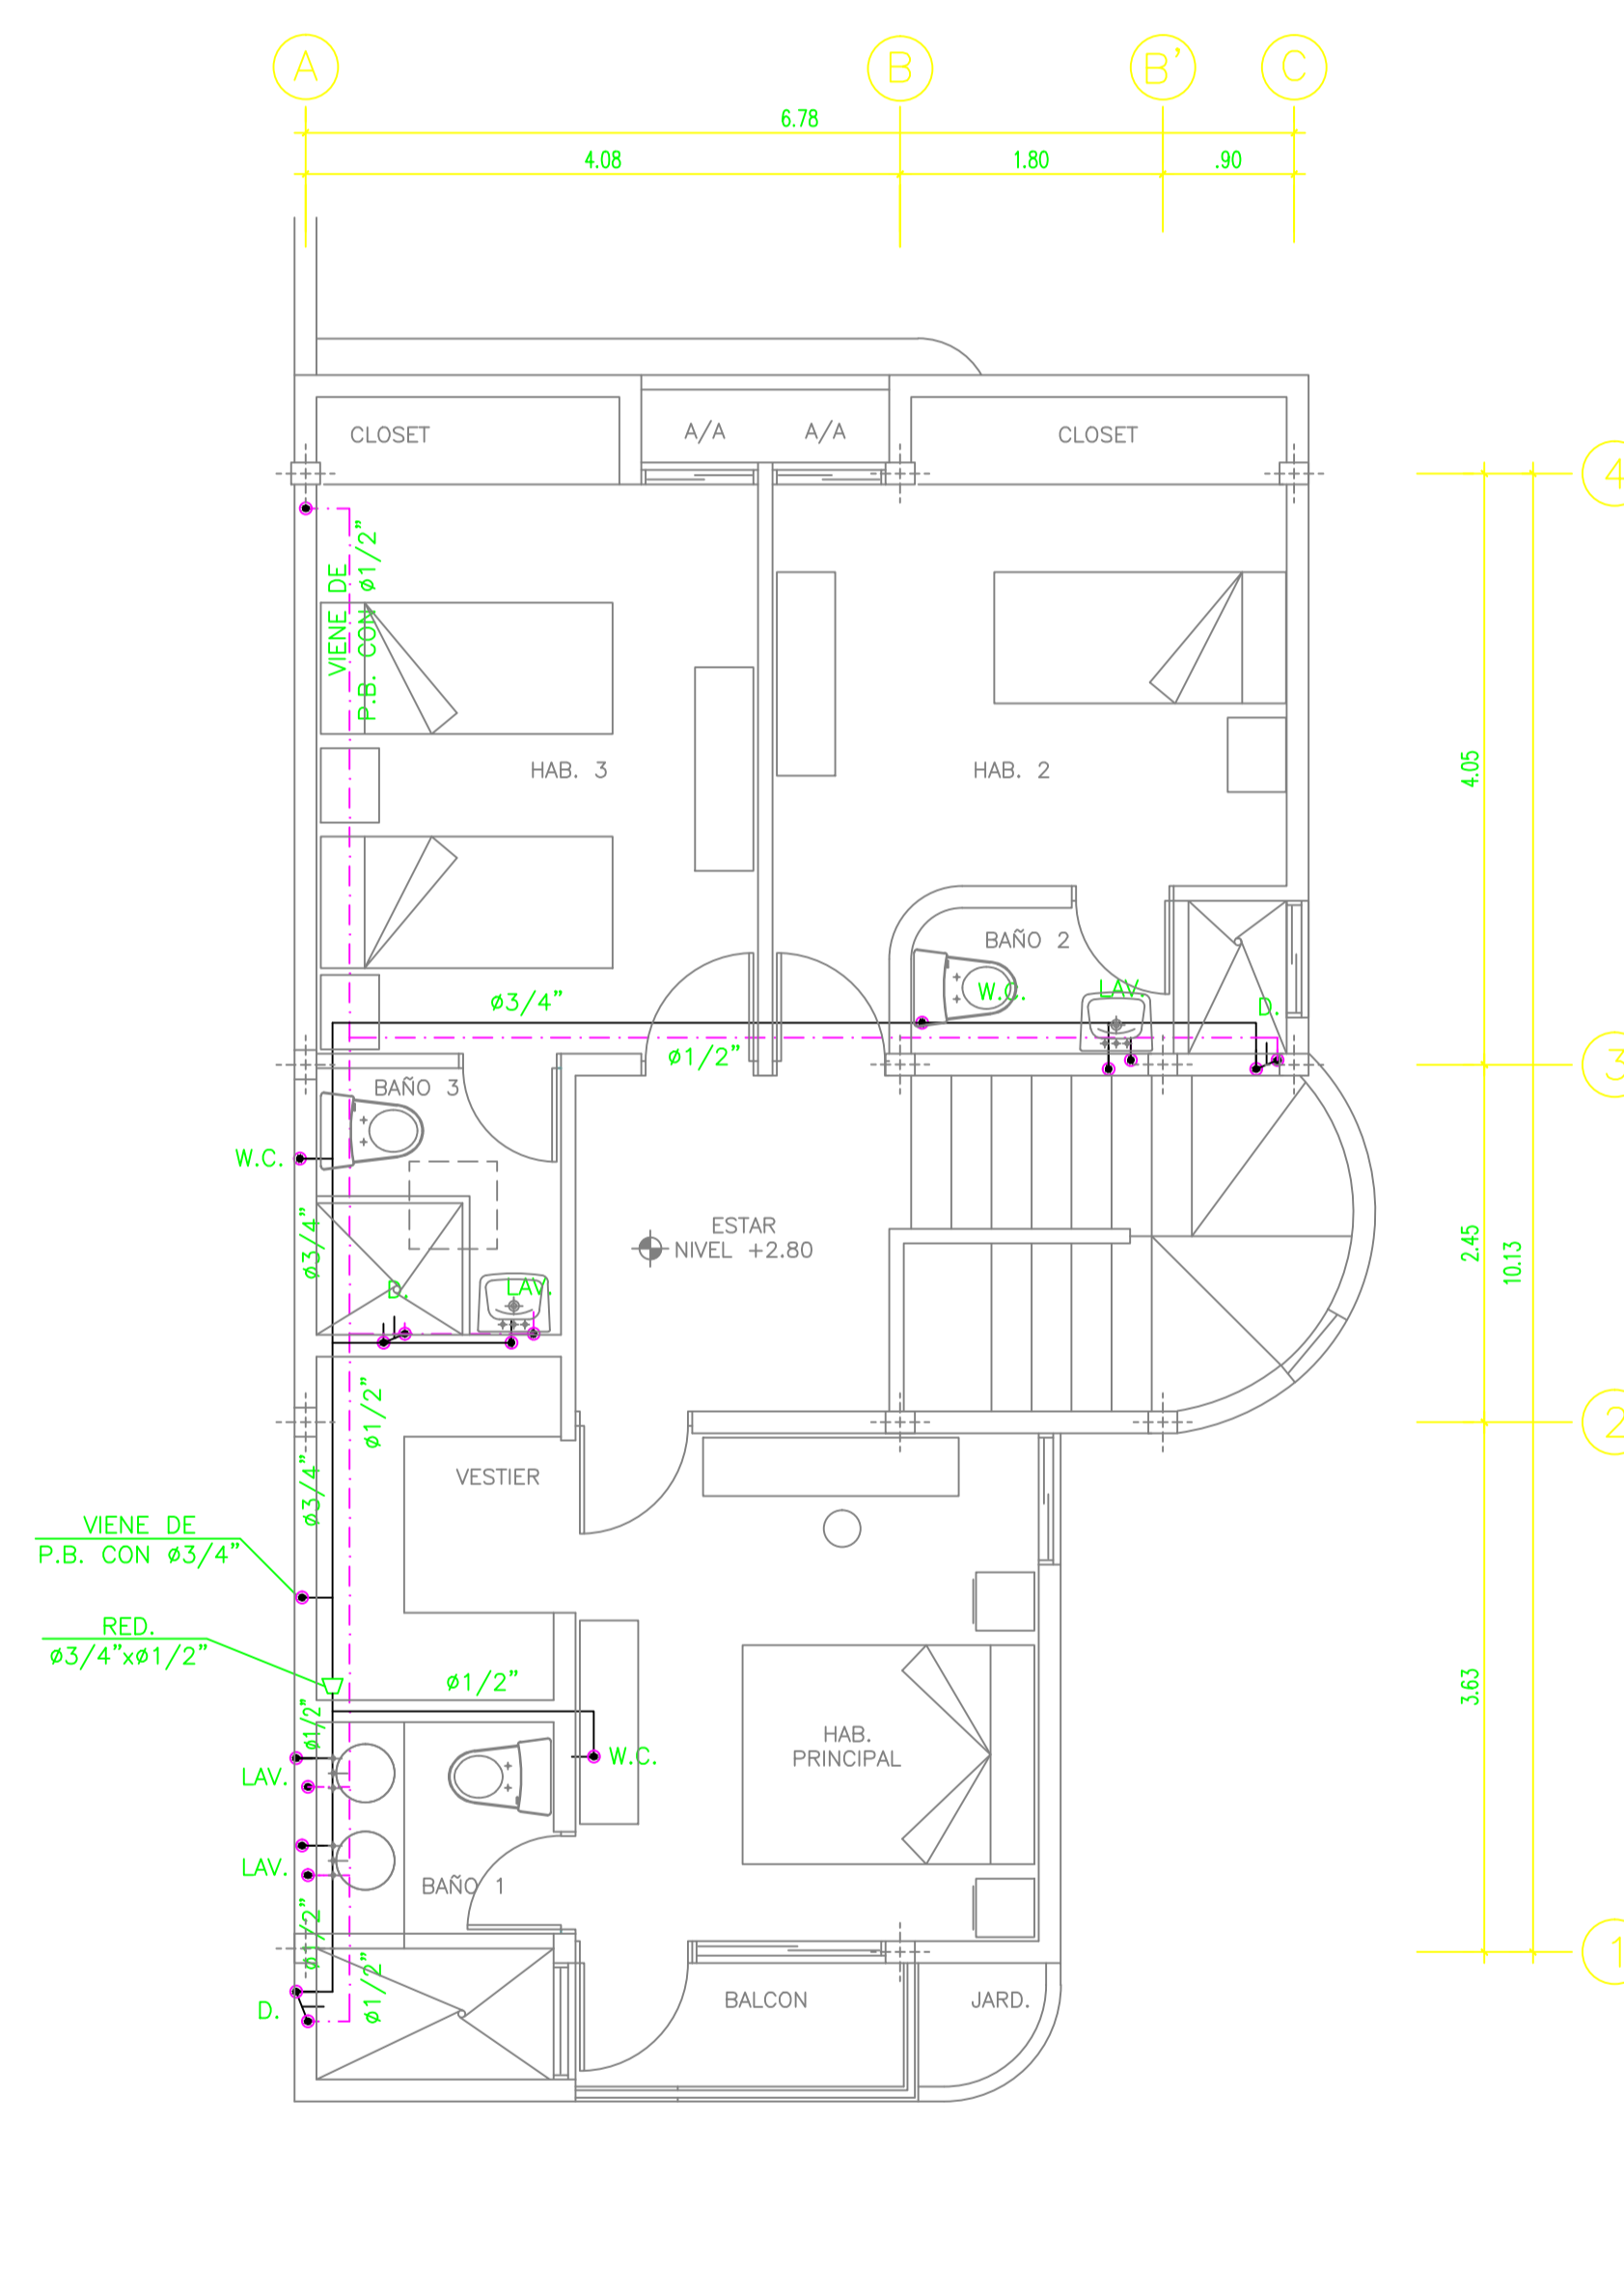 A
B
B'
C
6.78
4.08
1.80
.90
CLOSET
A/A
A/A
CLOSET
4
VIENE DE
P.B. CON ø1/2"
HAB. 3
HAB. 2
4.05
BAÑO 2
W.C.
LAV.
D.
ø3/4"
ø1/2"
3
BAÑO 3
W.C.
ø3/4"
ESTAR
NIVEL +2.80
2.45
10.13
D.
LAV.
ø1/2"
2
VESTIER
ø3/4"
VIENE DE
P.B. CON ø3/4"
RED.
ø3/4"xø1/2"
ø1/2"
3.63
ø1/2"
HAB.
PRINCIPAL
W.C.
LAV.
LAV.
BAÑO 1
ø1/2"
1
ø1/2"
D.
BALCON
JARD.